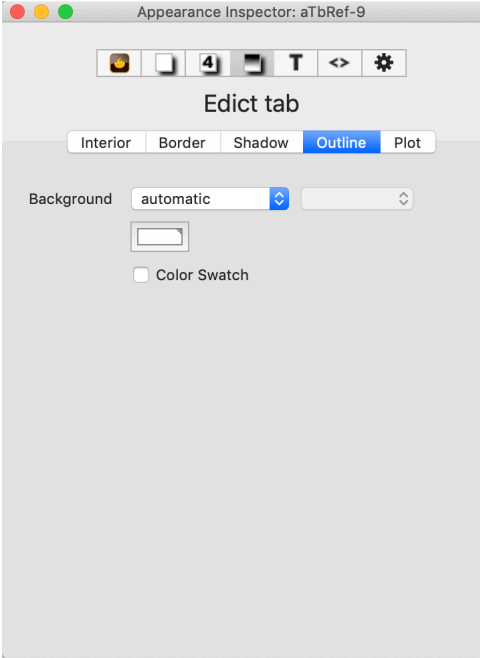 Appearance Inspector: aTbRef-9
4 T <>
Edict tab
Interior Border Shadow Outline Plot
Background automatic
Color Swatch